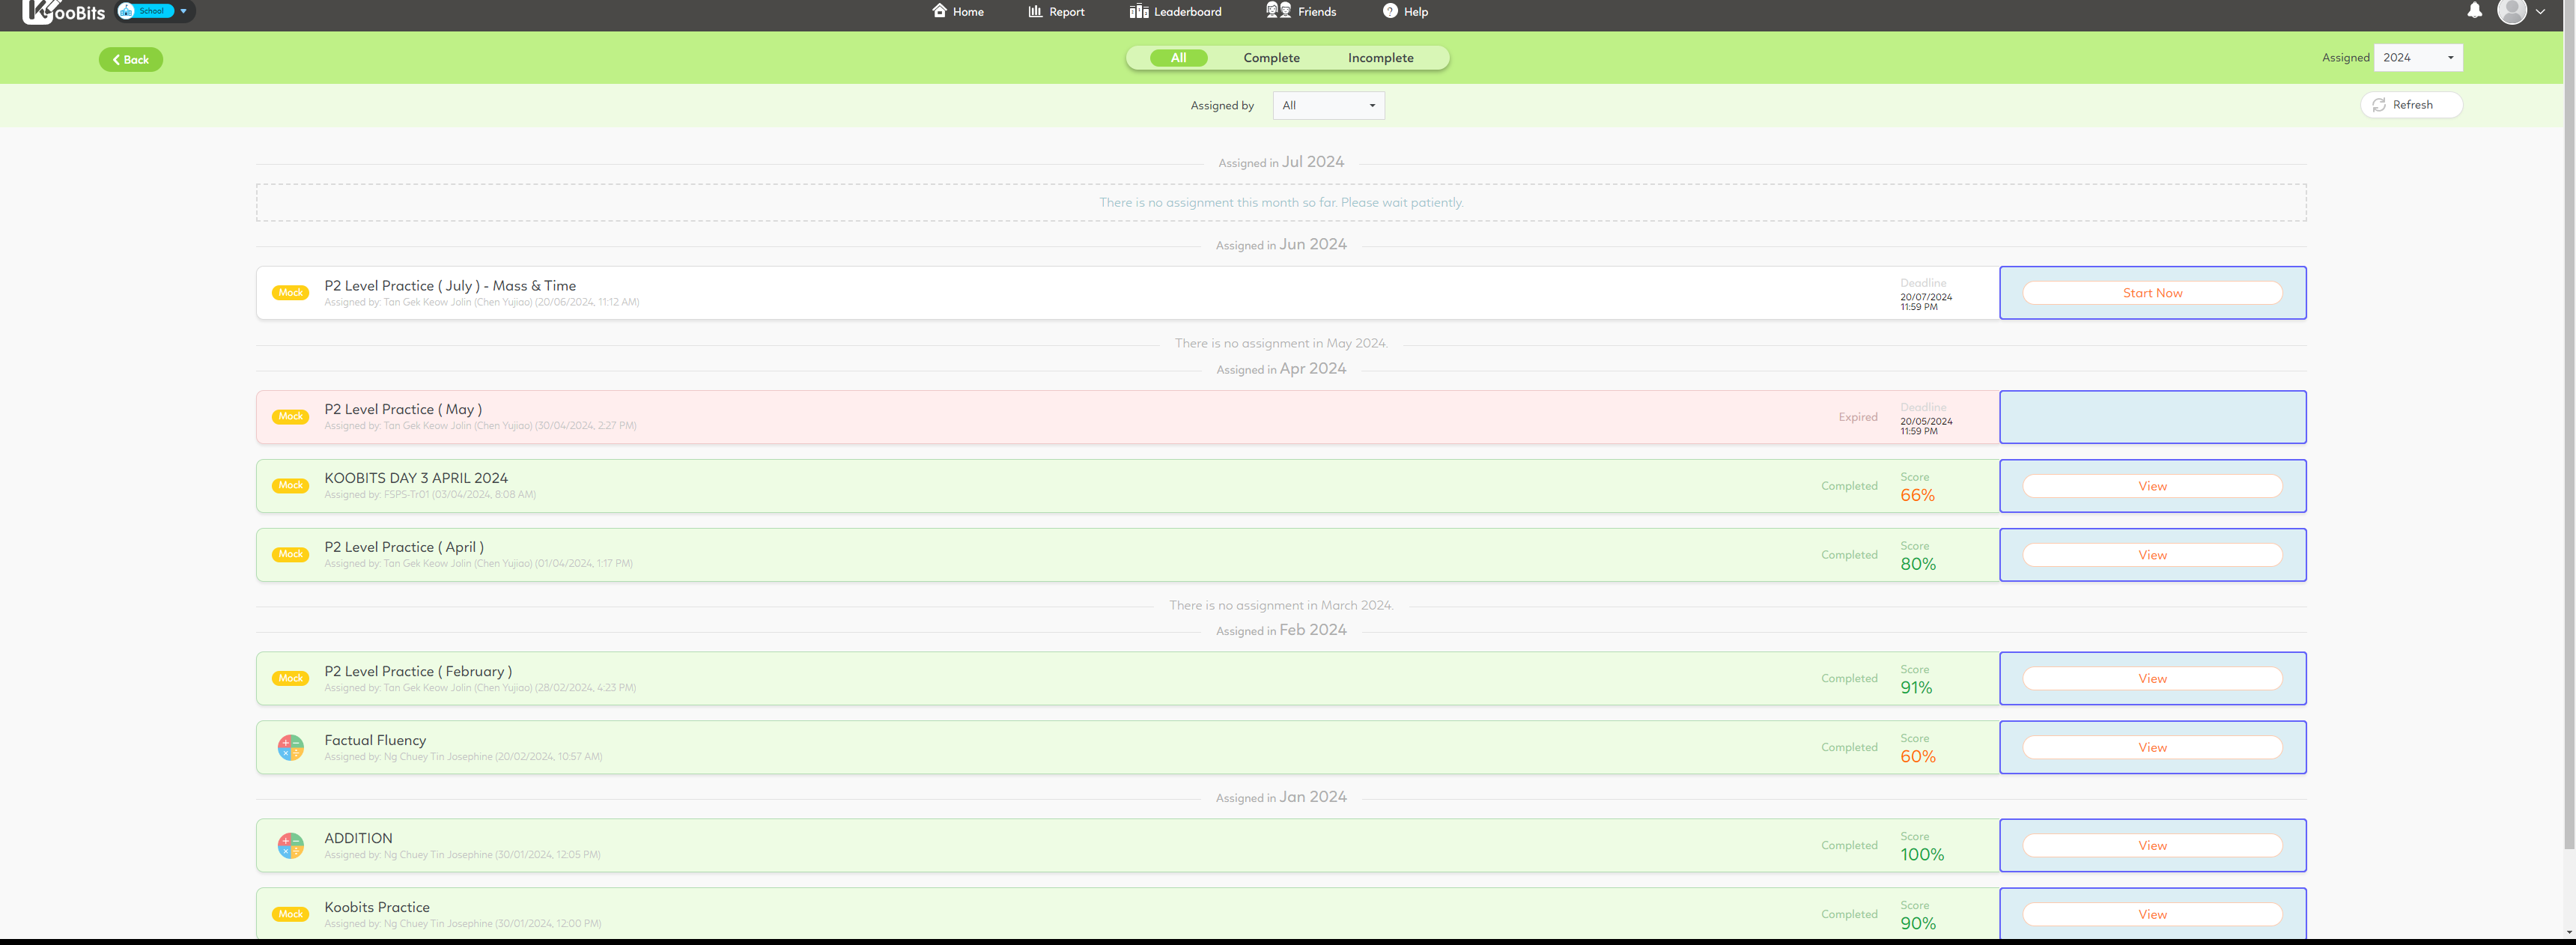 KooBits School
Home Report Leaderboard Friends Help
Back
All Complete Incomplete
Assigned 2024
Assigned by All
Refresh
Assigned in Jul 2024
There is no assignment this month so far. Please wait patiently.
Assigned in Jun 2024
Mock
P2 Level Practice ( July ) - Mass & Time
Assigned by: Tan Gek Keow Jolin (Chen Yujiao) (20/06/2024, 11:12 AM)
Deadline
20/07/2024
11:59 PM
Start Now
There is no assignment in May 2024.
Assigned in Apr 2024
Mock
P2 Level Practice ( May )
Assigned by: Tan Gek Keow Jolin (Chen Yujiao) (30/04/2024, 2:27 PM)
Expired
Deadline
20/05/2024
11:59 PM
Mock
KOOBITS DAY 3 APRIL 2024
Assigned by: FSPS-Tr01 (03/04/2024, 8:08 AM)
Completed
Score
66%
View
Mock
P2 Level Practice ( April )
Assigned by: Tan Gek Keow Jolin (Chen Yujiao) (01/04/2024, 1:17 PM)
Completed
Score
80%
View
There is no assignment in March 2024.
Assigned in Feb 2024
Mock
P2 Level Practice ( February )
Assigned by: Tan Gek Keow Jolin (Chen Yujiao) (28/02/2024, 4:23 PM)
Completed
Score
91%
View
Factual Fluency
Assigned by: Ng Chuey Tin Josephine (20/02/2024, 10:57 AM)
Completed
Score
60%
View
Assigned in Jan 2024
ADDITION
Assigned by: Ng Chuey Tin Josephine (30/01/2024, 12:05 PM)
Completed
Score
100%
View
Mock
Koobits Practice
Assigned by: Ng Chuey Tin Josephine (30/01/2024, 12:00 PM)
Completed
Score
90%
View